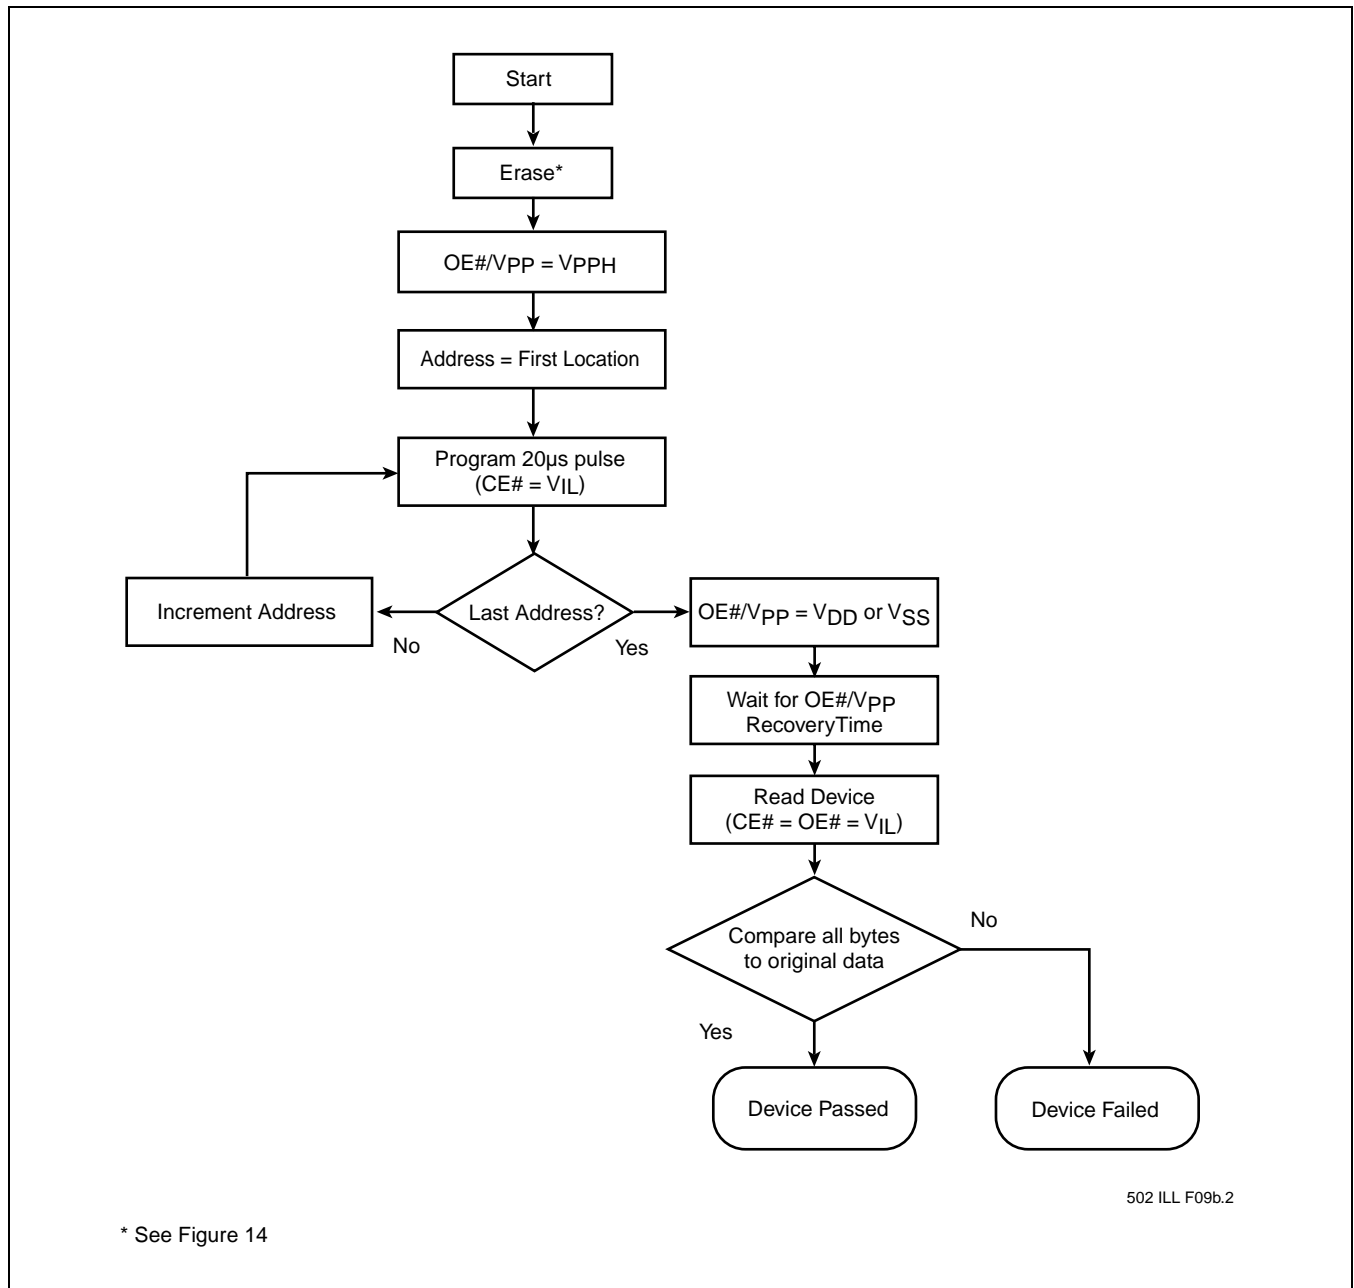 Start
Erase*
OE#/VPP = VPPH
Address = First Location
Program 20µs pulse
(CE# = VIL)
Increment Address
No
Last Address?
Yes
OE#/VPP = VDD or VSS
Wait for OE#/VPP
RecoveryTime
Read Device
(CE# = OE# = VIL)
Compare all bytes
to original data
No
Yes
Device Passed
Device Failed
502 ILL F09b.2
* See Figure 14